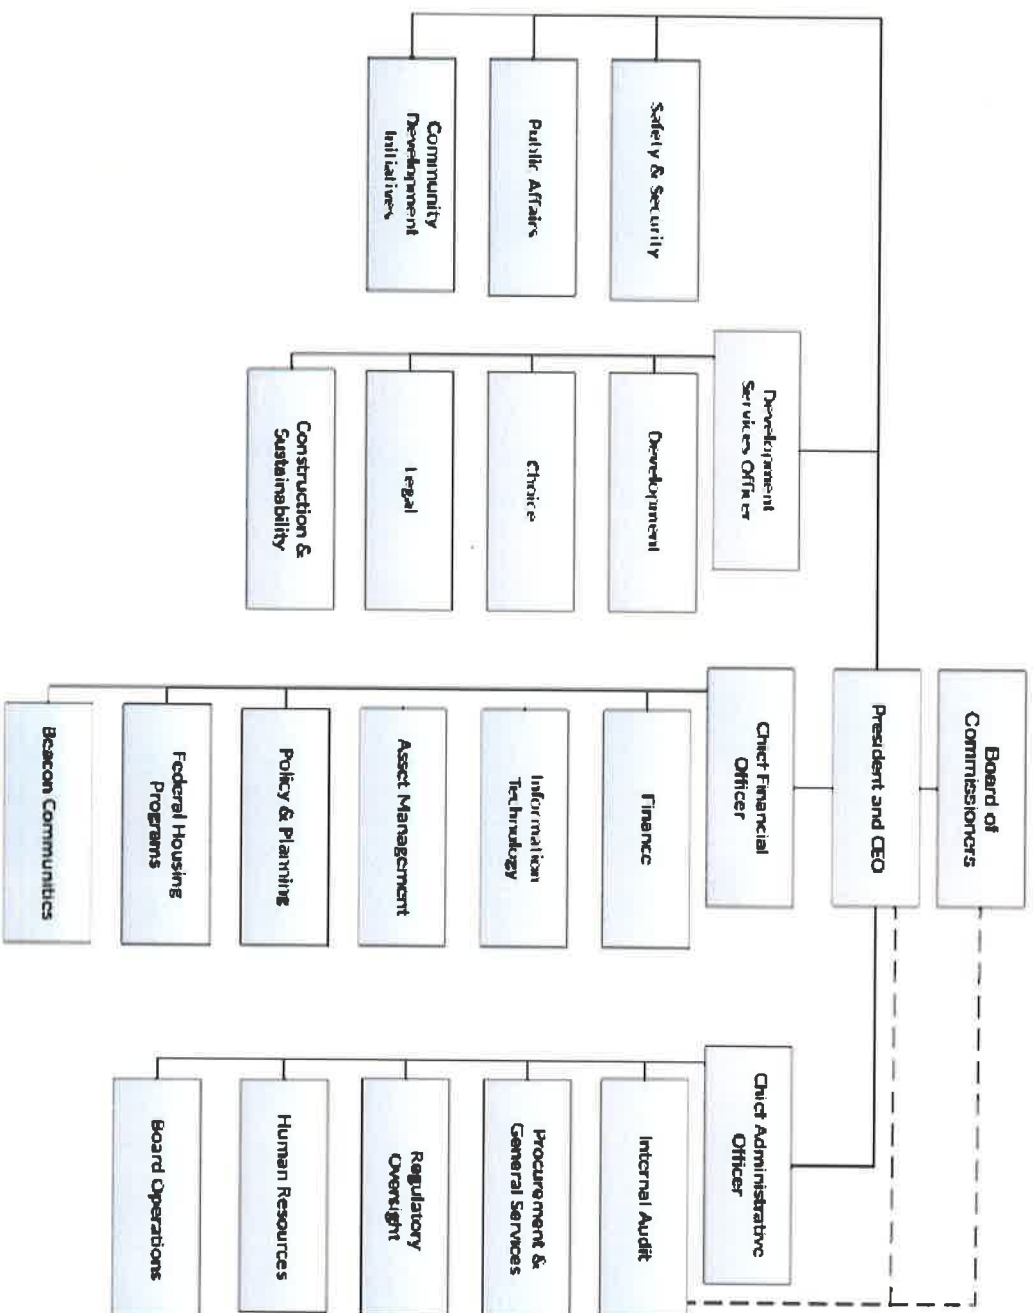 Board of
Commissioners
President and CEO
Safety & Security
Public Affairs
Community
Development
Initiatives
Development
Services Officer
Development
Choice
Legal
Construction &
Sustainability
Chief Financial
Officer
Finance
Information
Technology
Asset Management
Policy & Planning
Federal Housing
Programs
Beacon Communities
Chief Administrative
Officer
Internal Audit
Procurement &
General Services
Regulatory
Oversight
Human Resources
Board Operations